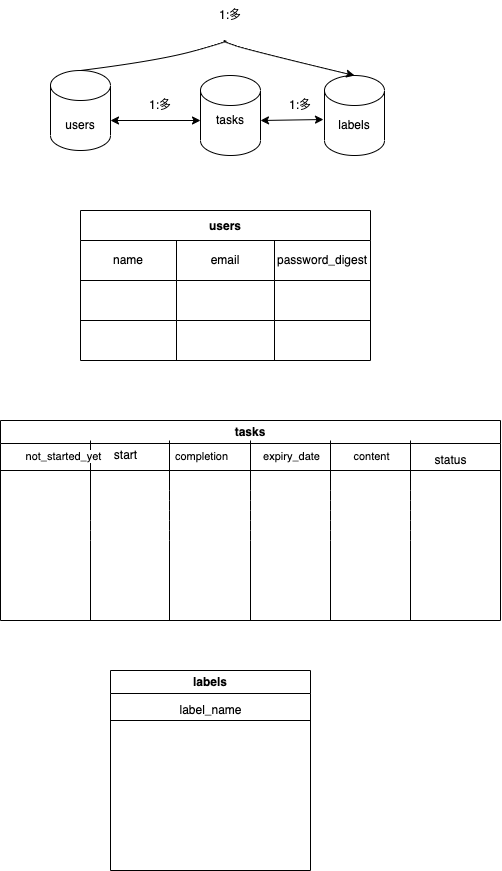 1:多
1:多
1:多
users
tasks
labels
users
name email password_digest
tasks
not_started_yet start completion expiry_date content status
labels
label_name